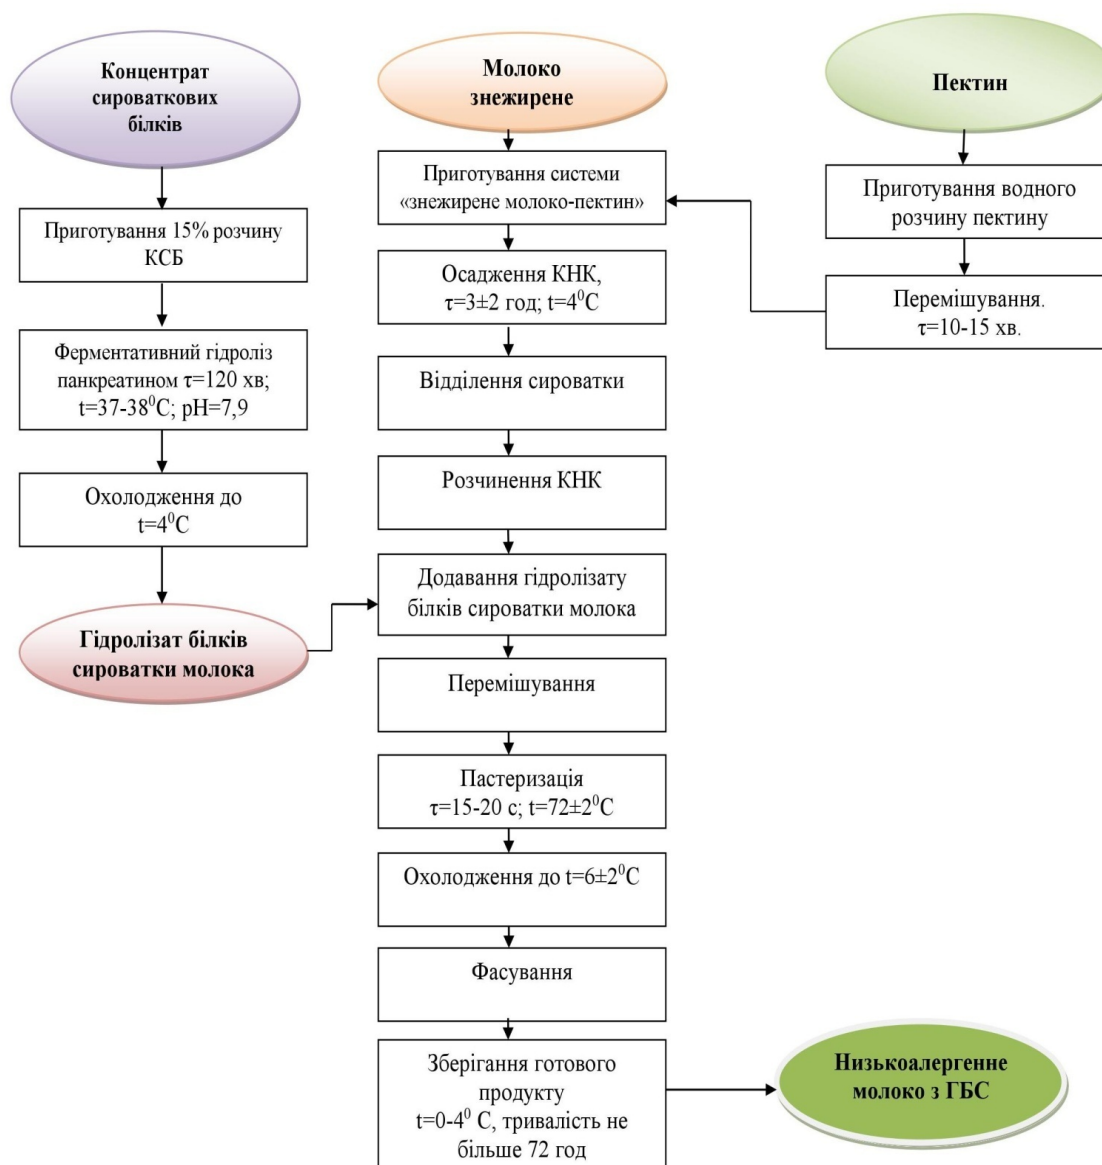 Концентрат
сироваткових
білків
Приготування 15% розчину
КСБ
Ферментативний гідроліз
панкреатином τ=120 хв;
t=37-38⁰C; pH=7,9
Охолодження до
t=4⁰C
Гідролізат білків
сироватки молока
Молоко
знежирене
Приготування системи
«знежирене молоко-пектин»
Осадження КНК,
τ=3±2 год; t=4⁰C
Відділення сироватки
Розчинення КНК
Додавання гідролізату
білків сироватки молока
Перемішування
Пастеризація
τ=15-20 с; t=72±2⁰C
Охолодження до t=6±2⁰C
Фасування
Зберігання готового
продукту
t=0-4⁰ C, тривалість не
більше 72 год
Пектин
Приготування водного
розчину пектину
Перемішування.
τ=10-15 хв.
Низькоалергенне
молоко з ГБС